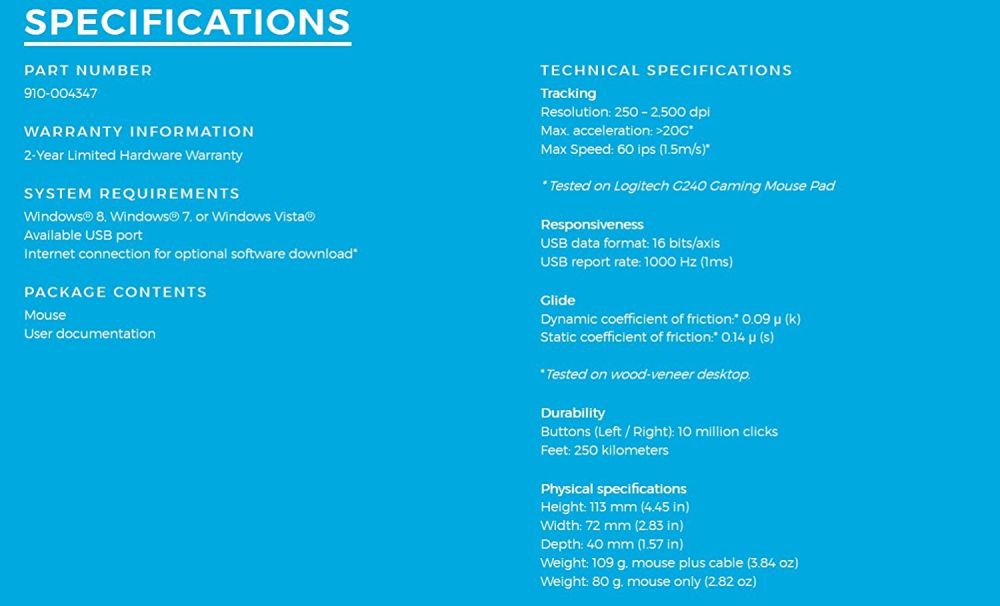 SPECIFICATIONS
PART NUMBER
910-004347
WARRANTY INFORMATION
2-Year Limited Hardware Warranty
SYSTEM REQUIREMENTS
Windows® 8, Windows® 7, or Windows Vista®
Available USB port
Internet connection for optional software download*
PACKAGE CONTENTS
Mouse
User documentation
TECHNICAL SPECIFICATIONS
Tracking
Resolution: 250 – 2,500 dpi
Max. acceleration: >20G*
Max Speed: 60 ips (1.5m/s)*
* Tested on Logitech G240 Gaming Mouse Pad
Responsiveness
USB data format: 16 bits/axis
USB report rate: 1000 Hz (1ms)
Glide
Dynamic coefficient of friction:* 0.09 µ (k)
Static coefficient of friction:* 0.14 µ (s)
*Tested on wood-veneer desktop.
Durability
Buttons (Left / Right): 10 million clicks
Feet: 250 kilometers
Physical specifications
Height: 113 mm (4.45 in)
Width: 72 mm (2.83 in)
Depth: 40 mm (1.57 in)
Weight: 109 g, mouse plus cable (3.84 oz)
Weight: 80 g, mouse only (2.82 oz)